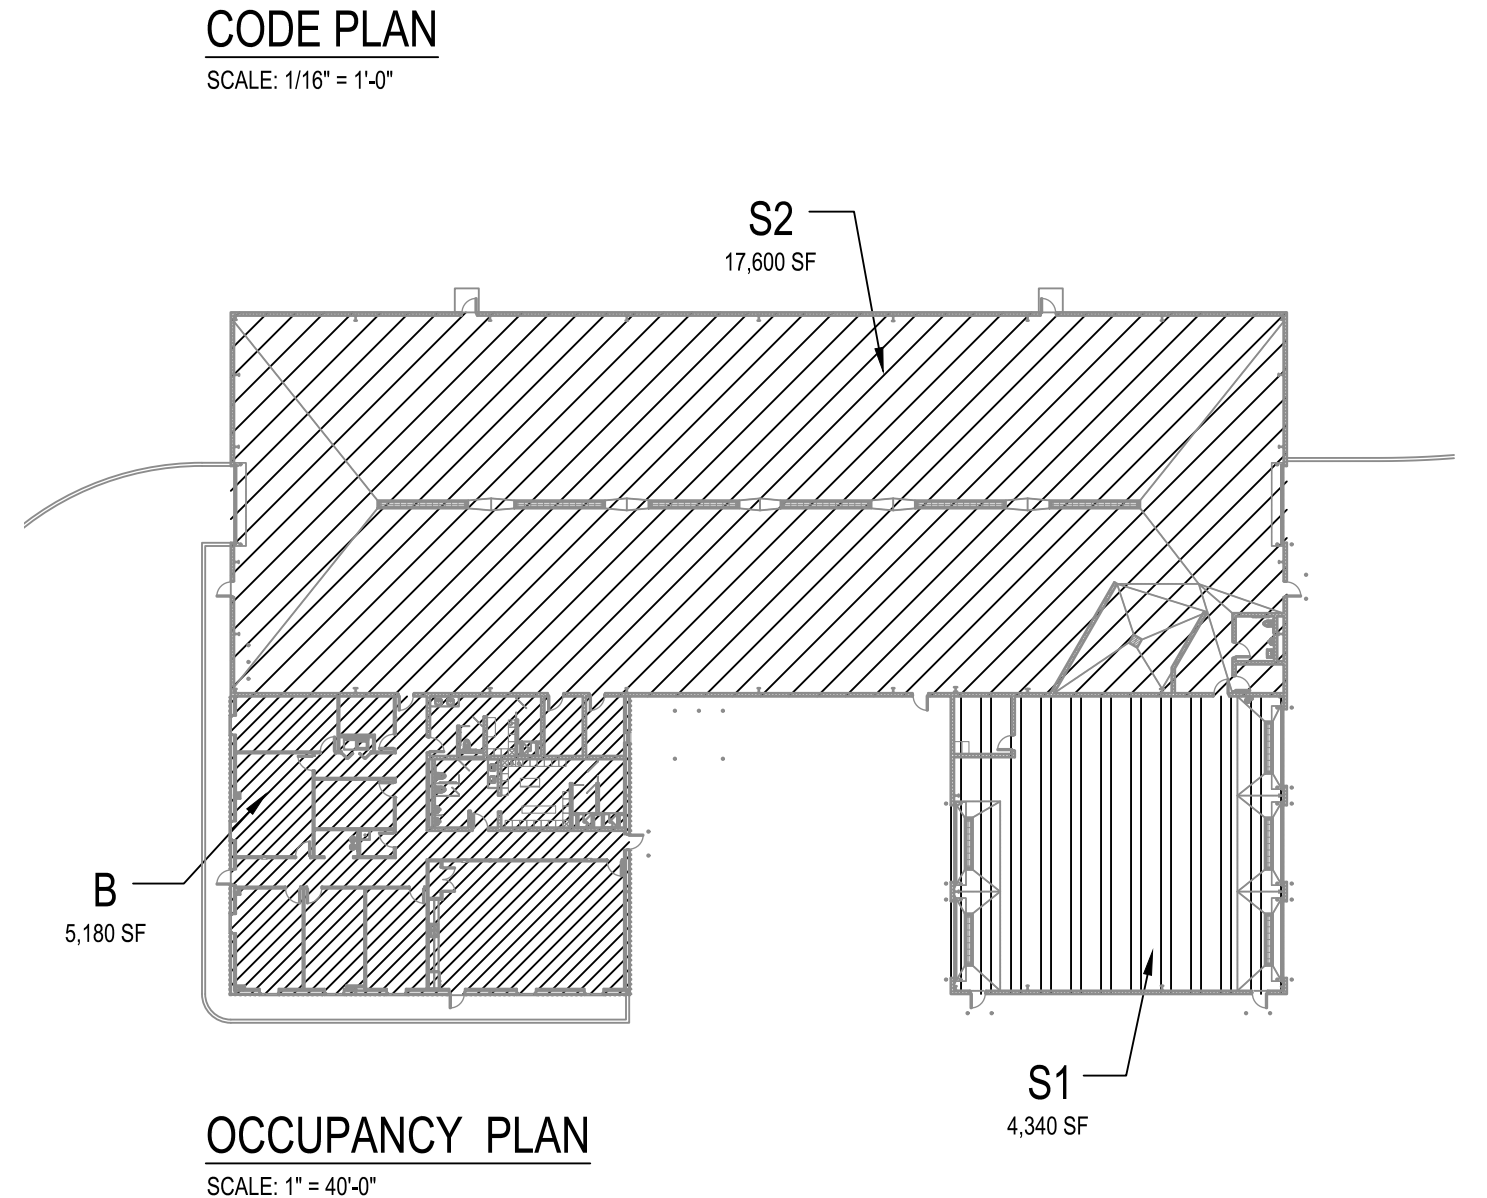 CODE PLAN
SCALE: 1/16" = 1'-0"
S2
17,600 SF
B
5,180 SF
S1
4,340 SF
OCCUPANCY PLAN
SCALE: 1" = 40'-0"